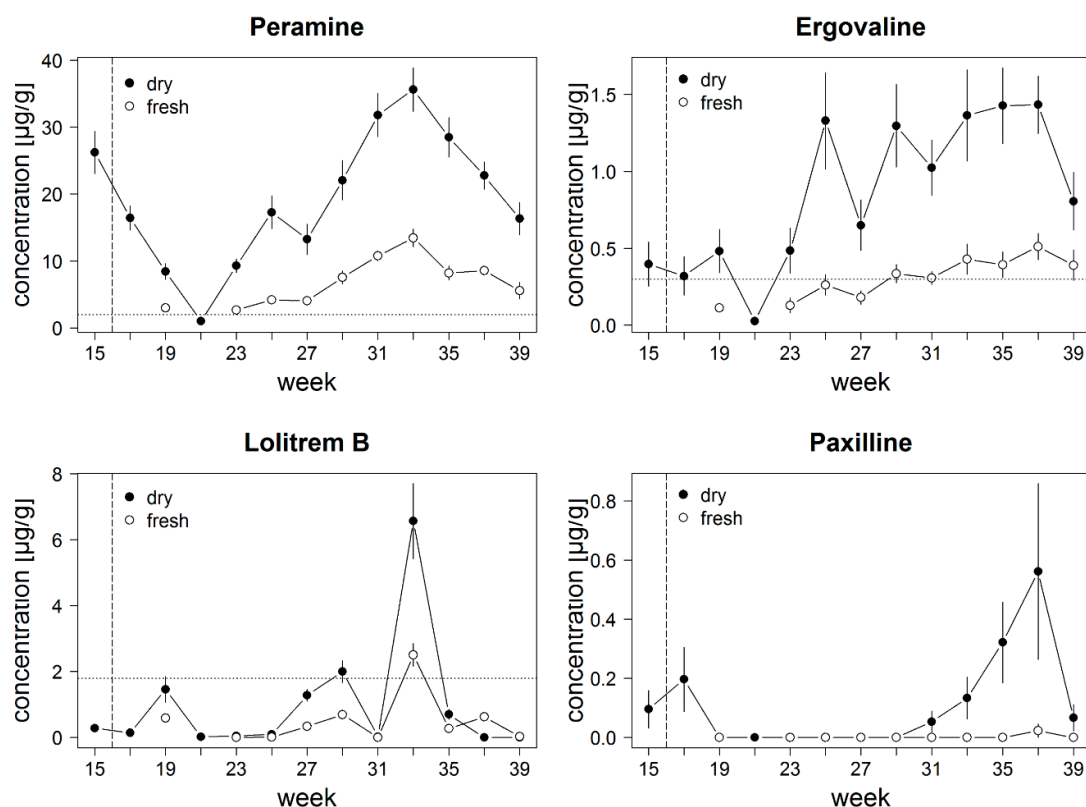 Peramine
concentration [µg/g]
40
30
20
10
0
dry
fresh
15 19 23 27 31 35 39
week
Ergovaline
concentration [µg/g]
1.5
1.0
0.5
0.0
dry
fresh
15 19 23 27 31 35 39
week
Lolitrem B
concentration [µg/g]
8
6
4
2
0
dry
fresh
15 19 23 27 31 35 39
week
Paxilline
concentration [µg/g]
0.8
0.6
0.4
0.2
0.0
dry
fresh
15 19 23 27 31 35 39
week